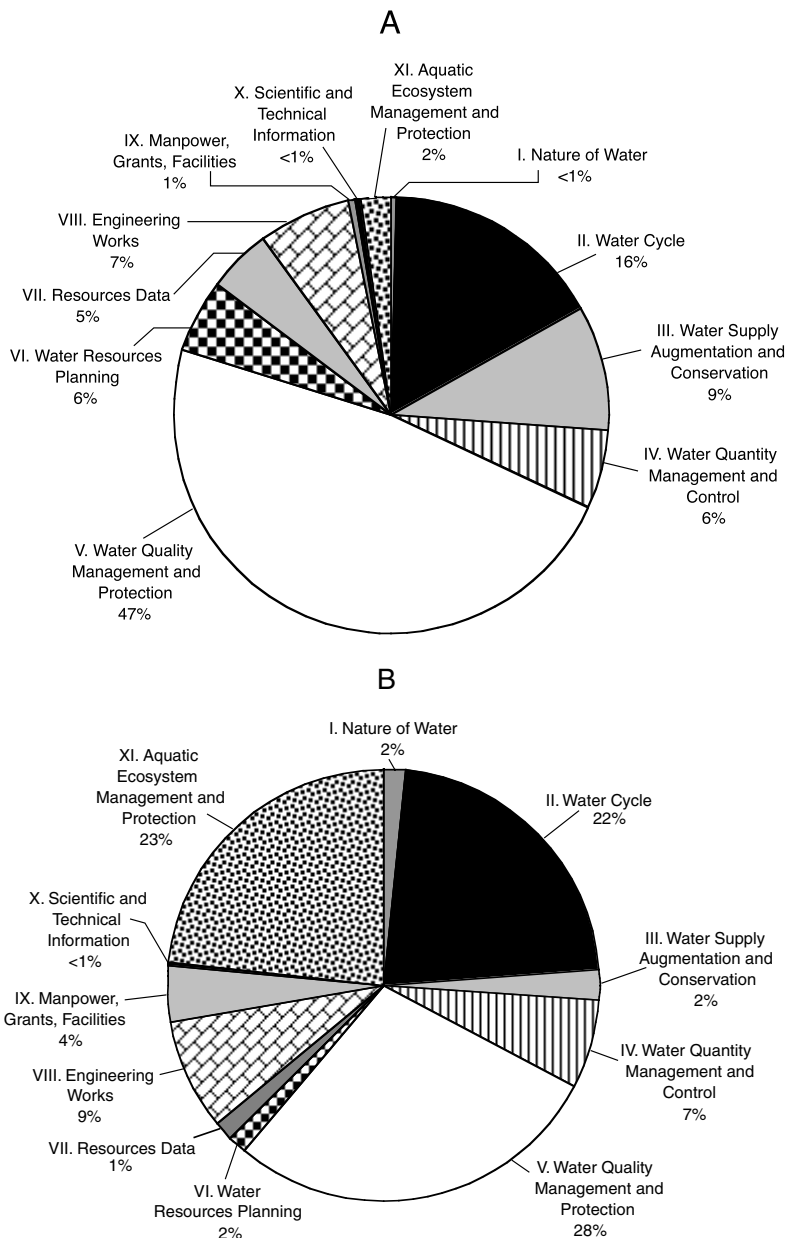 A
XI. Aquatic
Ecosystem
Management and
Protection
2%
X. Scientific and
Technical
Information
<1%
IX. Manpower,
Grants, Facilities
1%
I. Nature of Water
<1%
VIII. Engineering
Works
7%
II. Water Cycle
16%
VII. Resources Data
5%
III. Water Supply
Augmentation and
Conservation
9%
VI. Water Resources
Planning
6%
IV. Water Quantity
Management and
Control
6%
V. Water Quality
Management and
Protection
47%
B
I. Nature of Water
2%
XI. Aquatic
Ecosystem
Management and
Protection
23%
II. Water Cycle
22%
X. Scientific and
Technical
Information
<1%
III. Water Supply
Augmentation and
Conservation
2%
IX. Manpower,
Grants, Facilities
4%
IV. Water Quantity
Management and
Control
7%
VIII. Engineering
Works
9%
VII. Resources Data
1%
V. Water Quality
Management and
Protection
28%
VI. Water
Resources Planning
2%